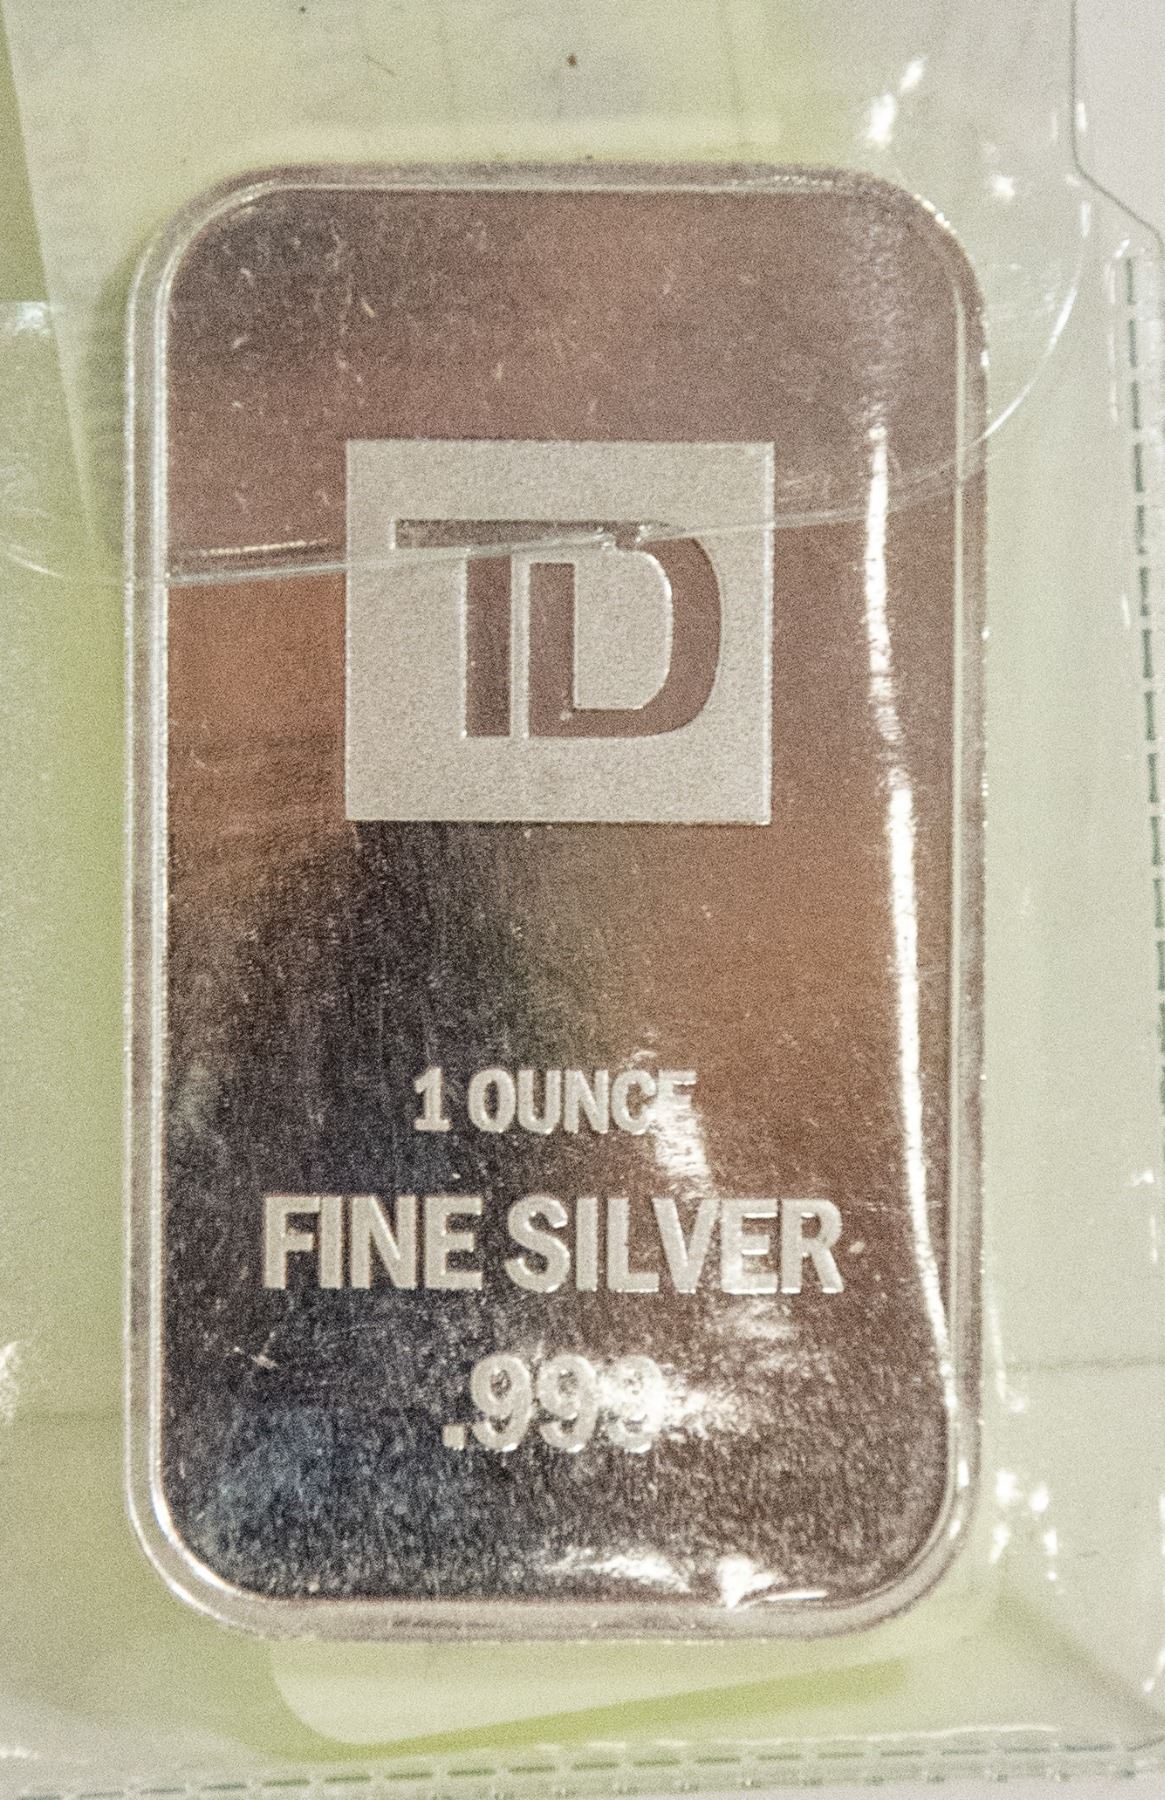 TD
1 OUNCE
FINE SILVER
.999